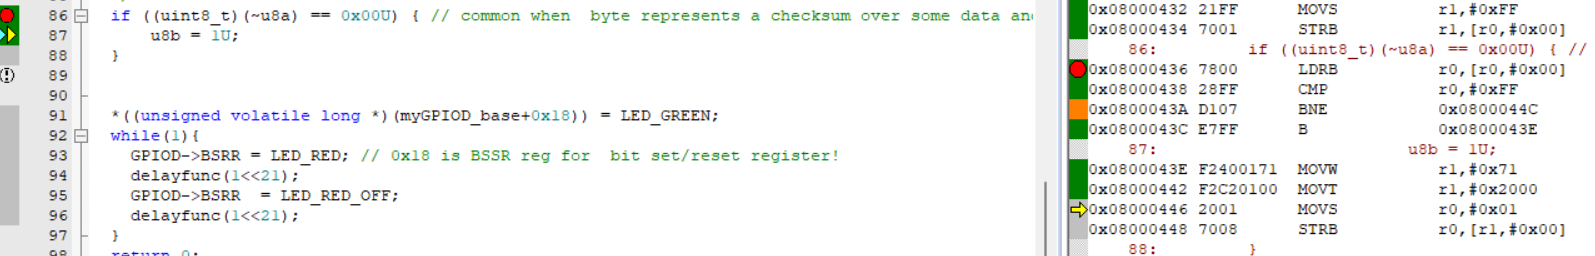 86 if ((uint8_t)(~u8a) == 0x00U) { // common when  byte represents a checksum over some data an
87 u8b = 1U;
88 }
89
90
91 *((unsigned volatile long *)(myGPIOD_base+0x18)) = LED_GREEN;
92 while(1){
93 GPIOD->BSRR = LED_RED; // 0x18 is BSSR reg for  bit set/reset register!
94 delayfunc(1<<21);
95 GPIOD->BSRR  = LED_RED_OFF;
96 delayfunc(1<<21);
97 }
98 return 0;
0x08000432 21FF MOVS r1,#0xFF
0x08000434 7001 STRB r1,[r0,#0x00]
86: if ((uint8_t)(~u8a) == 0x00U) { //
0x08000436 7800 LDRB r0,[r0,#0x00]
0x08000438 28FF CMP r0,#0xFF
0x0800043A D107 BNE 0x0800044C
0x0800043C E7FF B 0x0800043E
87: u8b = 1U;
0x0800043E F2400171 MOVW r1,#0x71
0x08000442 F2C20100 MOVT r1,#0x2000
0x08000446 2001 MOVS r0,#0x01
0x08000448 7008 STRB r0,[r1,#0x00]
88: }